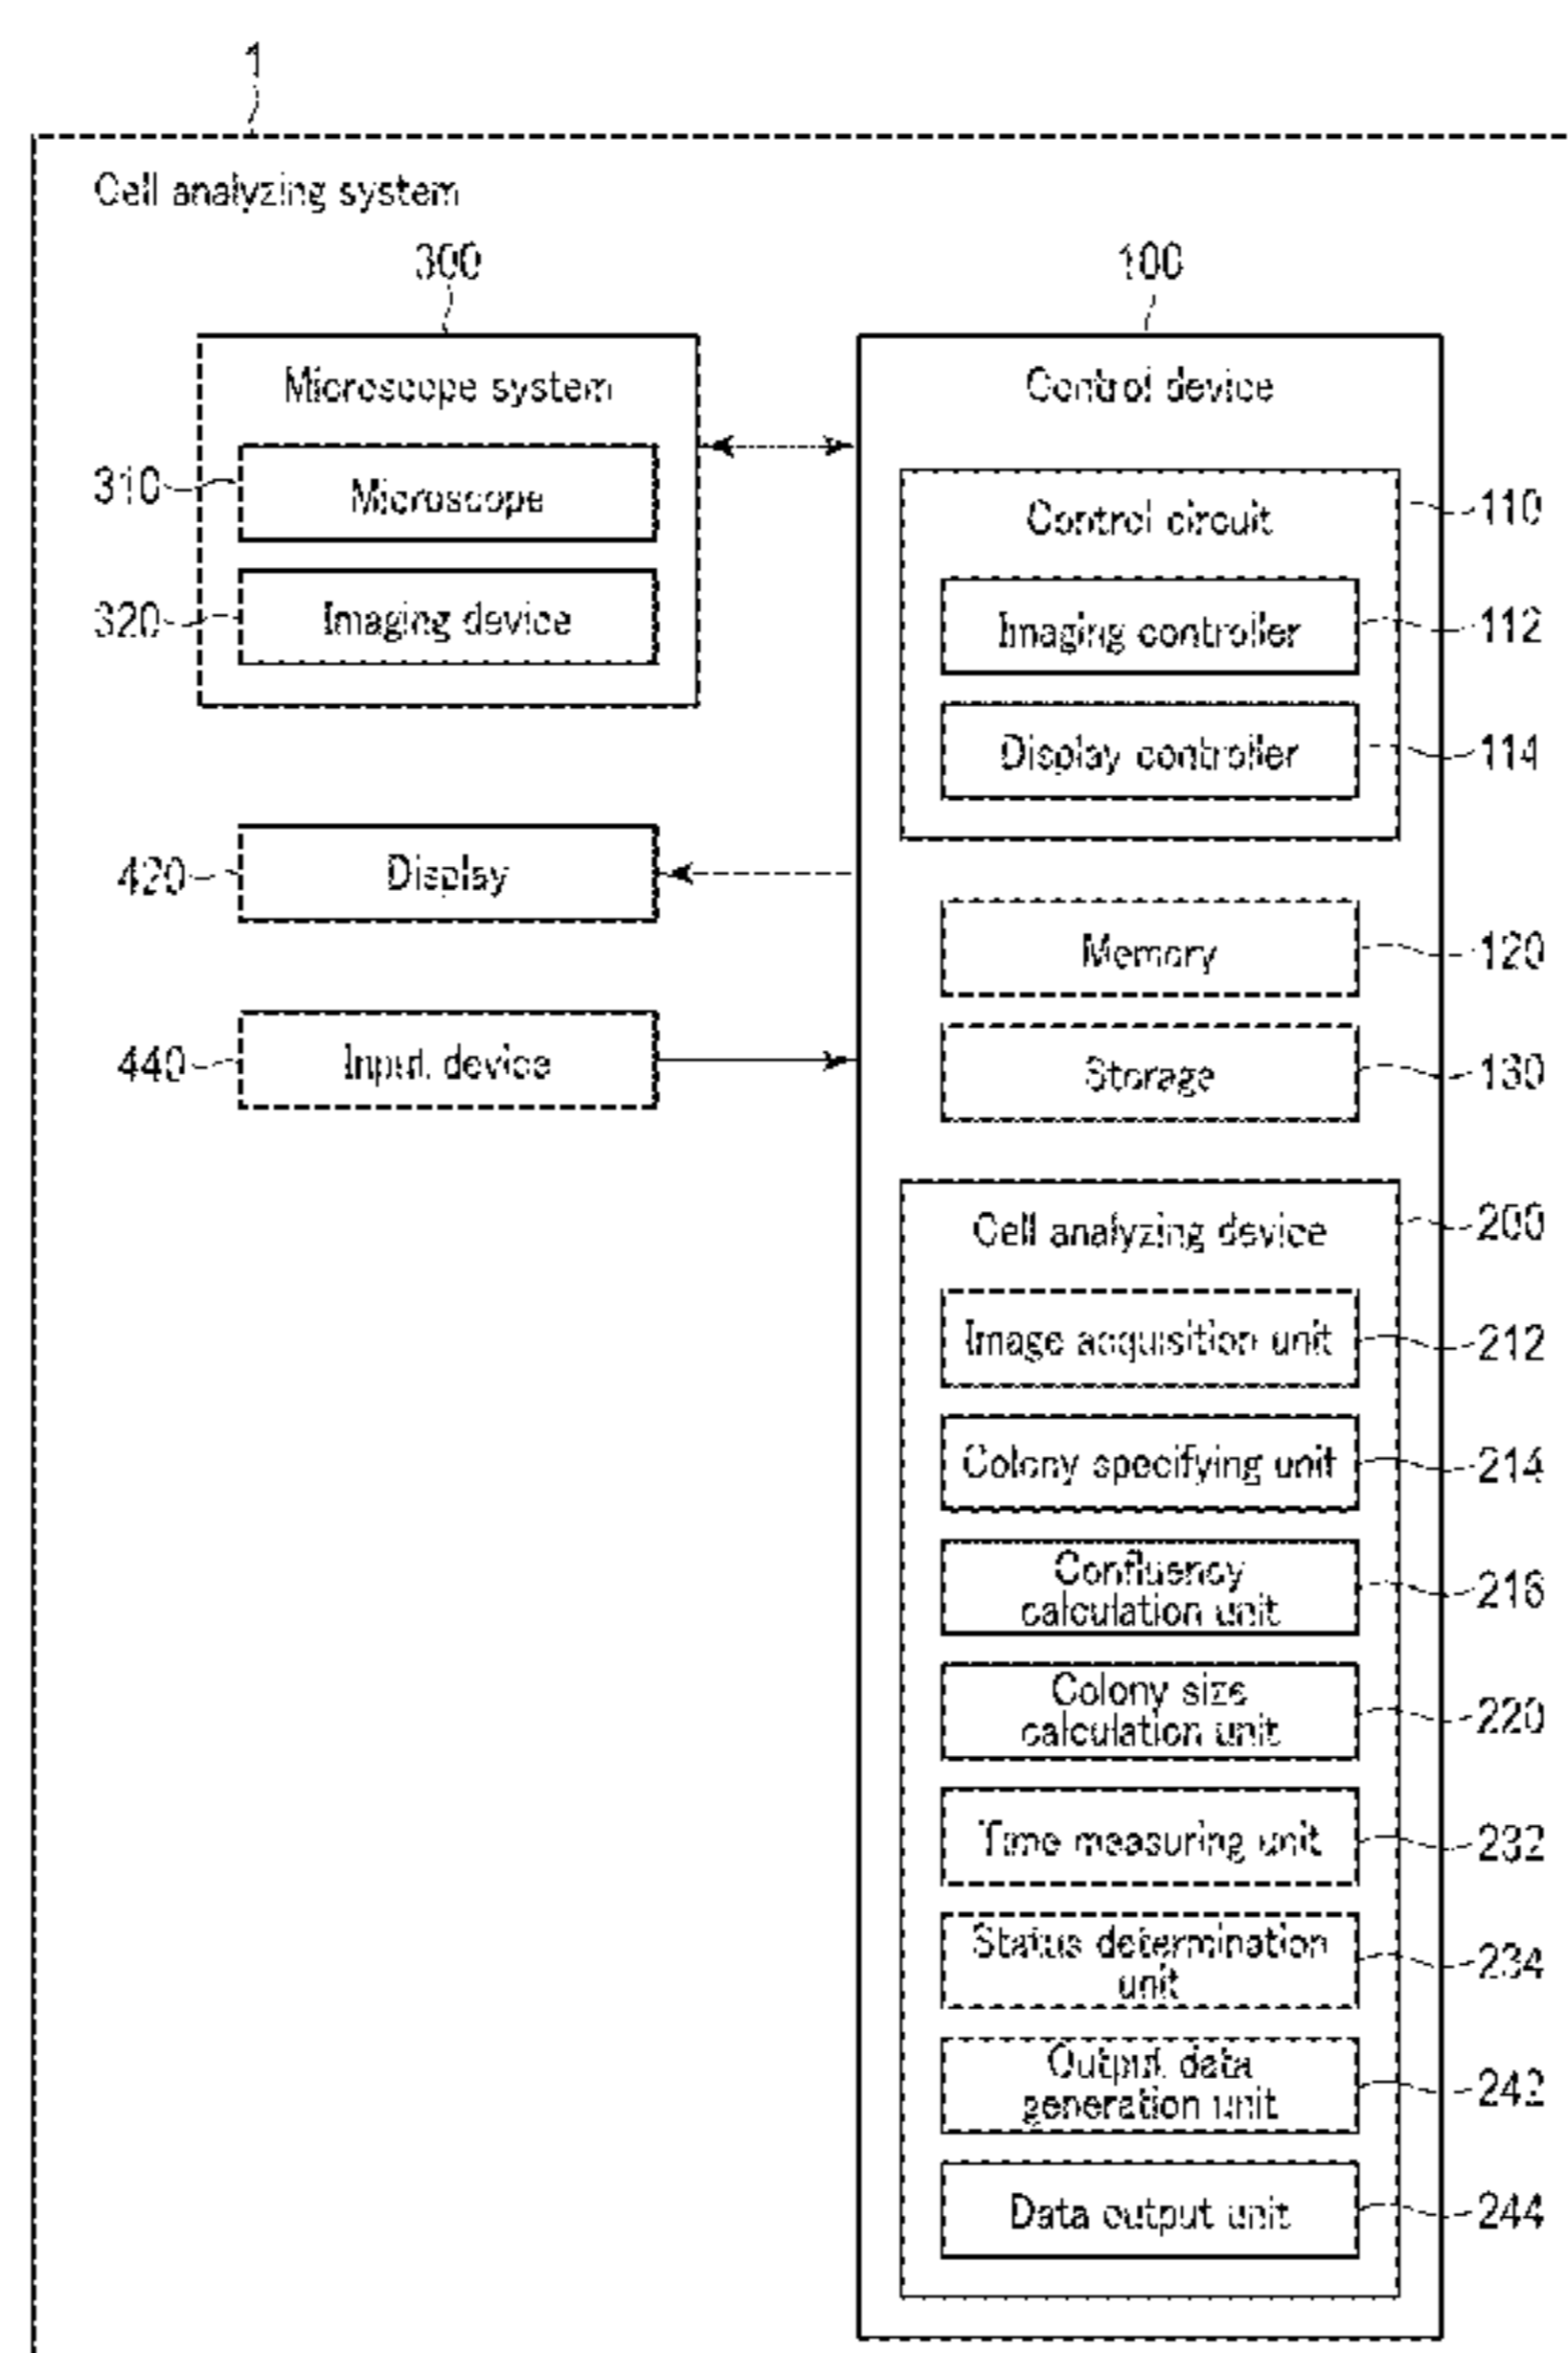 1
Cell analyzing system
300
100
Microscope system
Control device
310
Microscope
Control circuit
110
320
Imaging device
Imaging controller
112
Display controller
114
420
Display
Memory
120
440
Input device
Storage
130
Cell analyzing device
200
Image acquisition unit
212
Colony specifying unit
214
Confluency
calculation unit
216
Colony size
calculation unit
220
Time measuring unit
232
Status determination
unit
234
Output data
generation unit
242
Data output unit
244